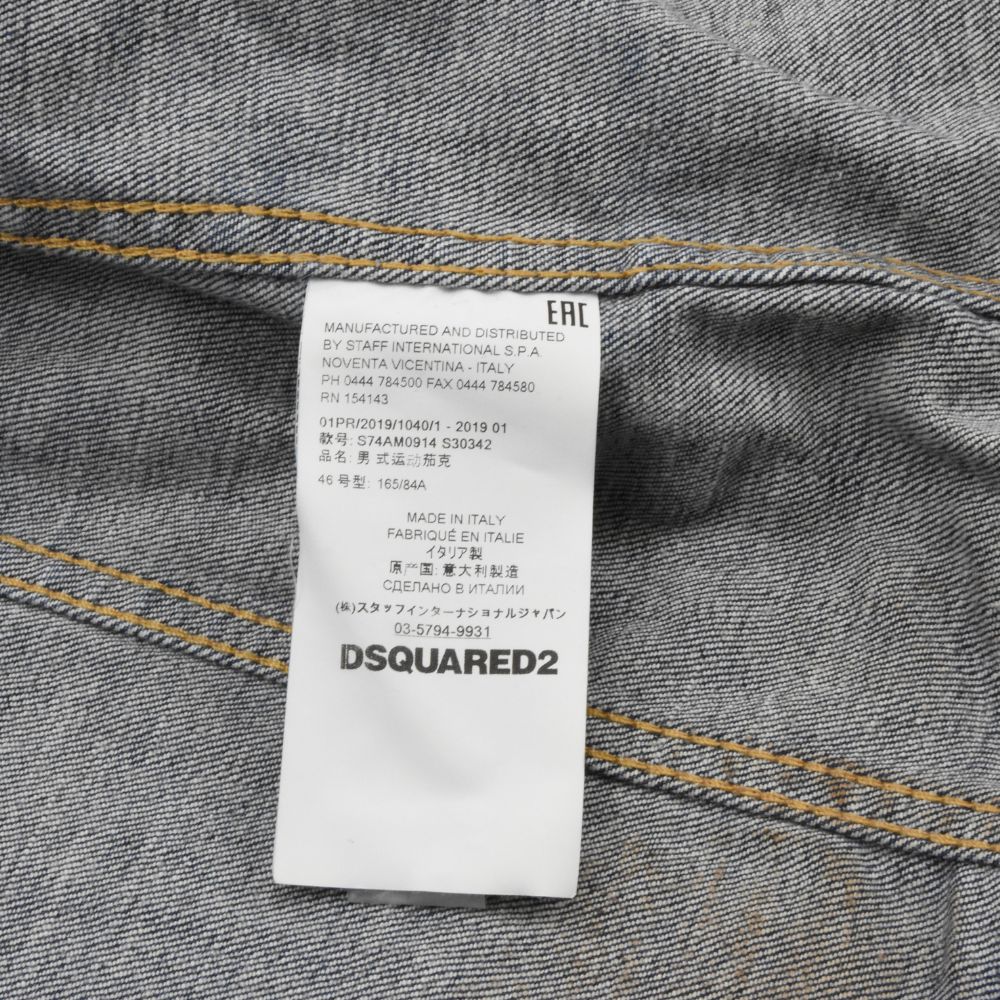 EAC
MANUFACTURED AND DISTRIBUTED
BY STAFF INTERNATIONAL S.P.A.
NOVENTA VICENTINA - ITALY
PH 0444 784500 FAX 0444 784580
RN 154143
01PR/2019/1040/1 - 2019 01
款号: S74AM0914 S30342
品名: 男 式运动茄克
46 号型: 165/84A
MADE IN ITALY
FABRIQUÉ EN ITALIE
イタリア製
原产国: 意大利製造
СДЕЛАНО В ИТАЛИИ
(株)スタッフインターナショナルジャパン
03-5794-9931
DSQUARED2